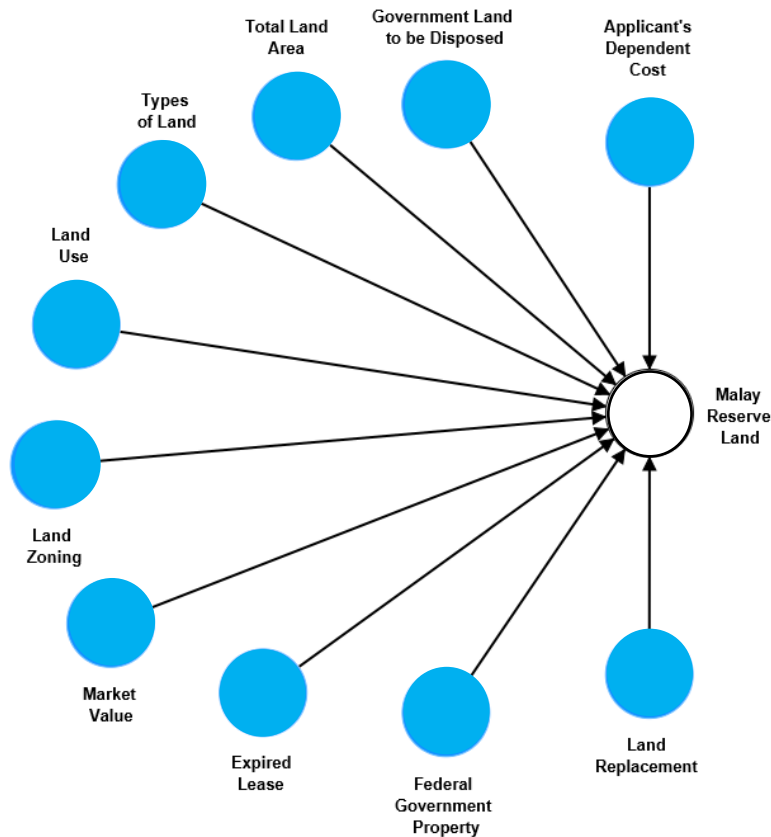 Government Land
to be Disposed
Total Land
Area
Applicant's
Dependent
Cost
Types
of Land
Land
Use
Malay
Reserve
Land
Land
Zoning
Market
Value
Expired
Lease
Federal
Government
Property
Land
Replacement